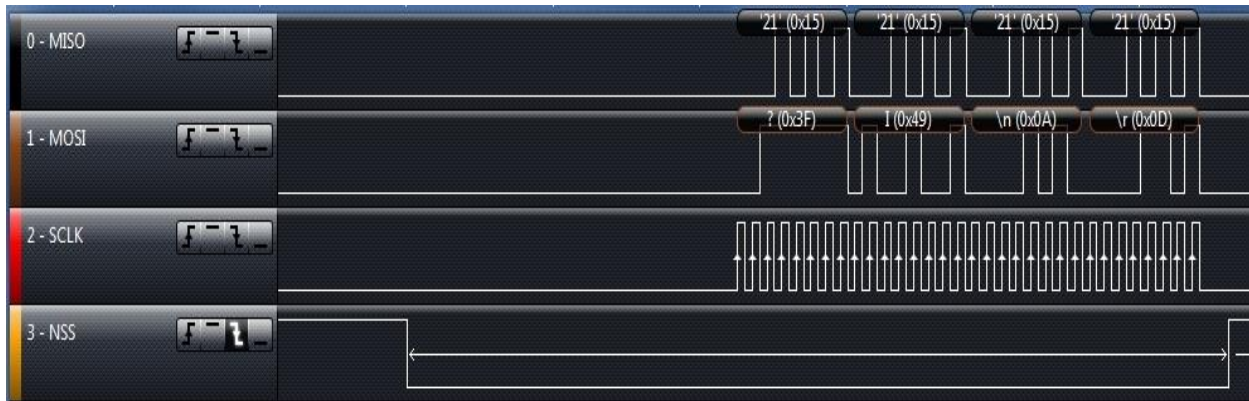 0 - MISO
'21' (0x15) '21' (0x15) '21' (0x15) '21' (0x15)
1 - MOSI
? (0x3F) I (0x49) \n (0x0A) \r (0x0D)
2 - SCLK
3 - NSS